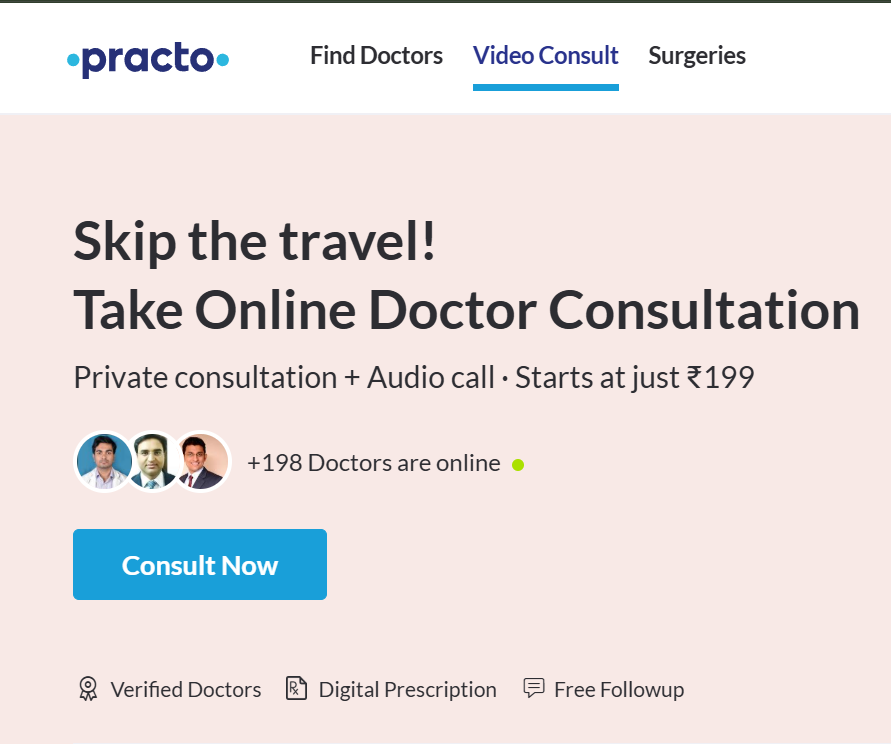 practo
Find Doctors
Video Consult
Surgeries
Skip the travel!
Take Online Doctor Consultation
Private consultation + Audio call · Starts at just ₹199
+198 Doctors are online
Consult Now
Verified Doctors
Digital Prescription
Free Followup